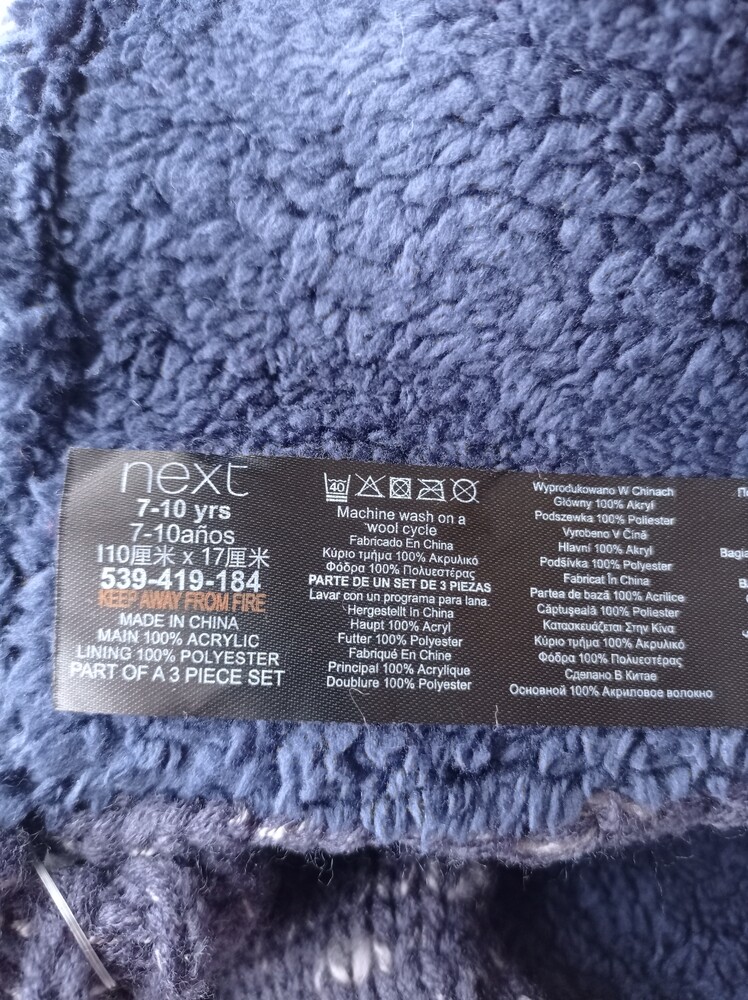 next
7-10 yrs
7-10años
110厘米 x 17厘米
539-419-184
KEEP AWAY FROM FIRE
MADE IN CHINA
MAIN 100% ACRYLIC
LINING 100% POLYESTER
PART OF A 3 PIECE SET
40
Machine wash on a
wool cycle
Fabricado En China
Κύριο τμήμα 100% Ακρυλικό
Φόδρα 100% Πολυεστέρας
PARTE DE UN SET DE 3 PIEZAS
Lavar con un programa para lana.
Hergestellt In China
Haupt 100% Acryl
Futter 100% Polyester
Fabriqué En Chine
Principal 100% Acrylique
Doublure 100% Polyester
Wyprodukowano W Chinach
Główny 100% Akryl
Podszewka 100% Poliester
Vyrobeno V Číně
Hlavní 100% Akryl
Podšívka 100% Polyester
Fabricat În China
Partea de bază 100% Acrilice
Căptuşeală 100% Poliester
Κατασκευάζεται Στην Κίνα
Κύριο τμήμα 100% Ακρυλικό
Φόδρα 100% Πολυεστέρας
Сделано В Китае
Основной 100% Акриловое волокно